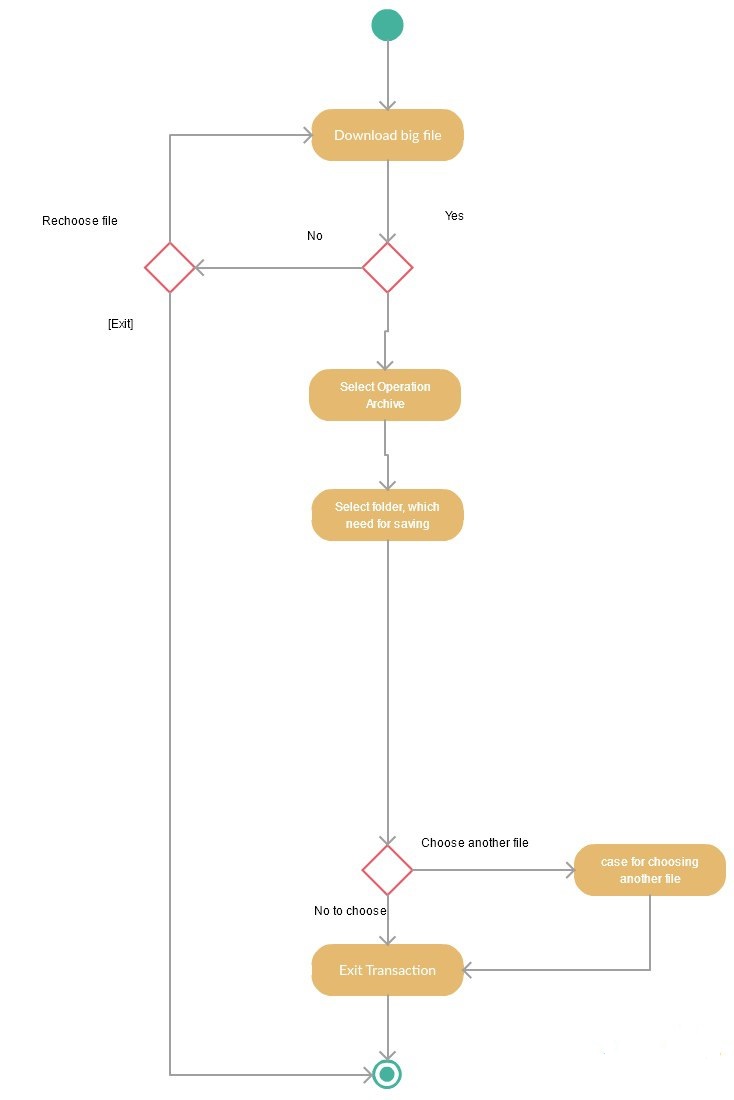 Download big file
Yes
Rechoose file
No
[Exit]
Select Operation
Archive
Select folder, which
need for saving
Choose another file
case for choosing
another file
No to choose
Exit Transaction